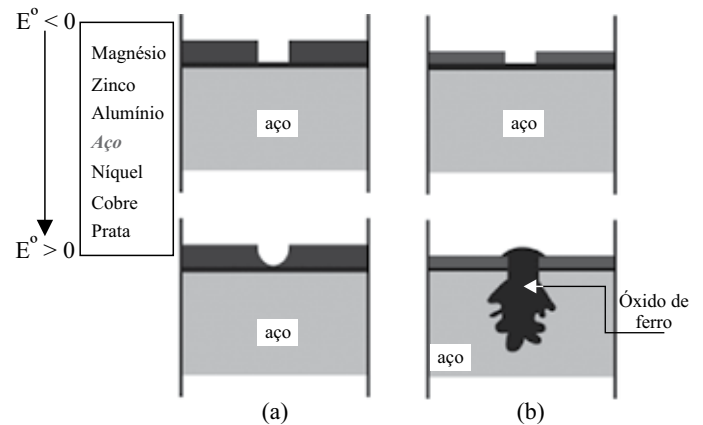 E° < 0
Magnésio
Zinco
Alumínio
Aço
Níquel
Cobre
Prata
E° > 0
aço
aço
aço
aço
Óxido de
ferro
(a)
(b)